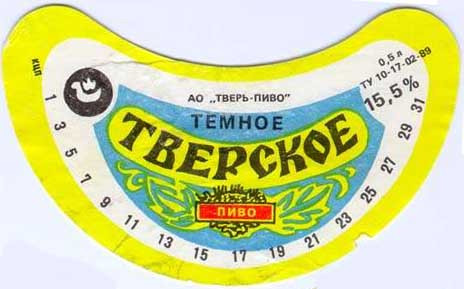 КЦП
АО „ТВЕРЬ-ПИВО"
0,5 л
ТУ 10-17-02-89
15,5%
ТЕМНОЕ
ТВЕРСКОЕ
ПИВО
1 3 5 7 9 11 13 15 17 19 21 23 25 27 29 31